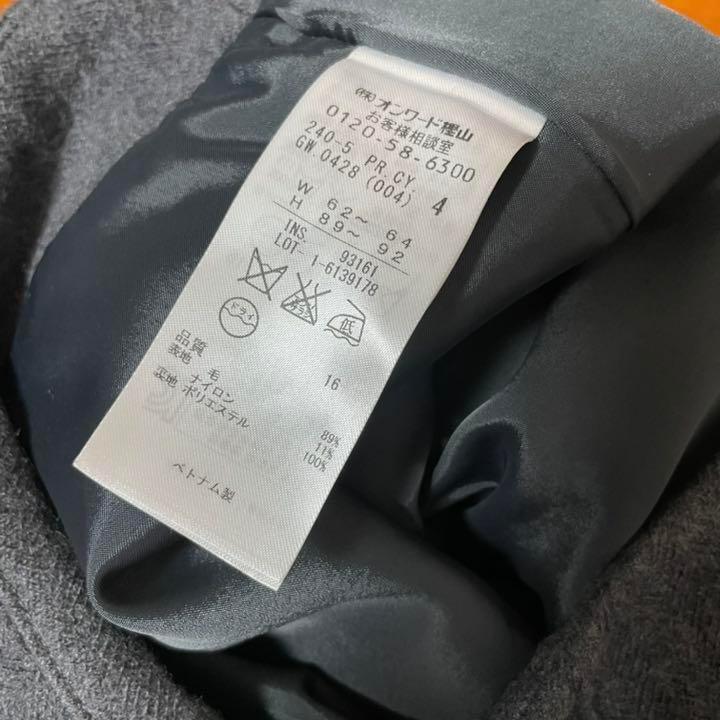 ㈱オンワード樫山
お客様相談室
0120-58-6300
240-5 PR.CY. 4
GW.0428 (004)
W 62～ 64
H 89～ 92
INS 93161
LOT- 1-6139178
ドライ
低
品質 16
表地 毛 89%
ナイロン 11%
裏地 ポリエステル 100%
ベトナム製